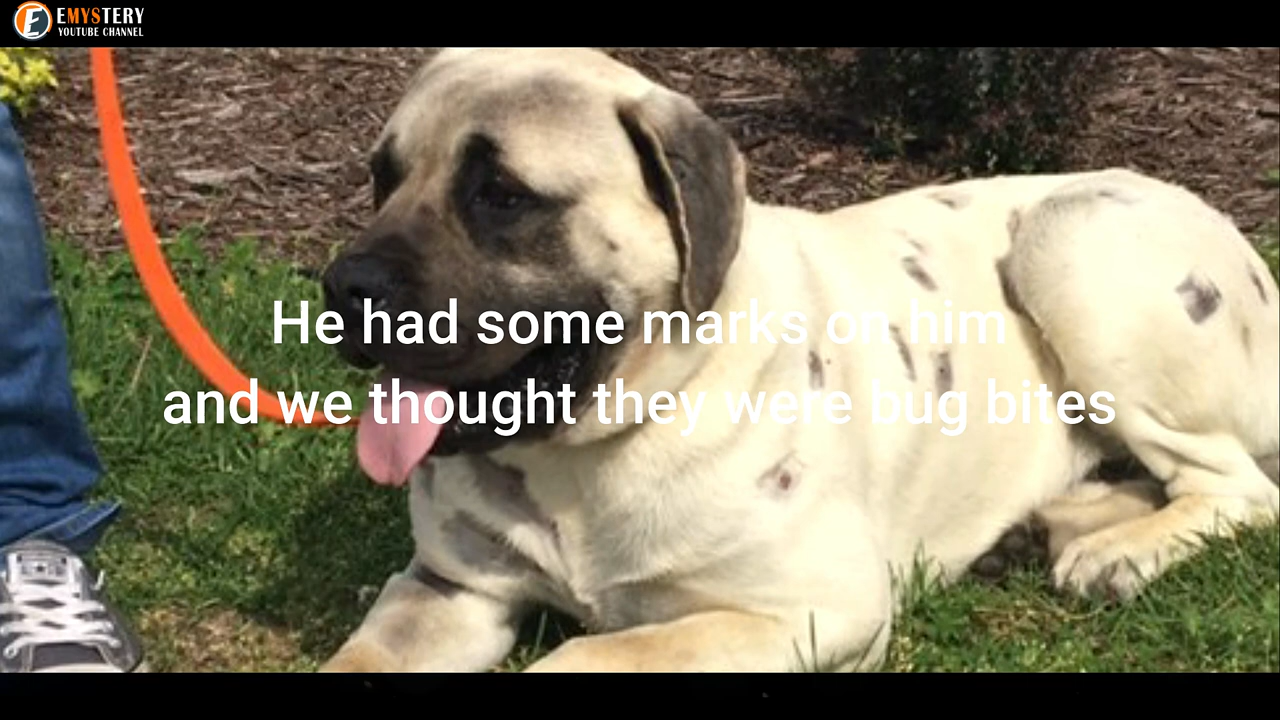 EMYSTERY
YOUTUBE CHANNEL
He had some marks on him
and we thought they were bug bites